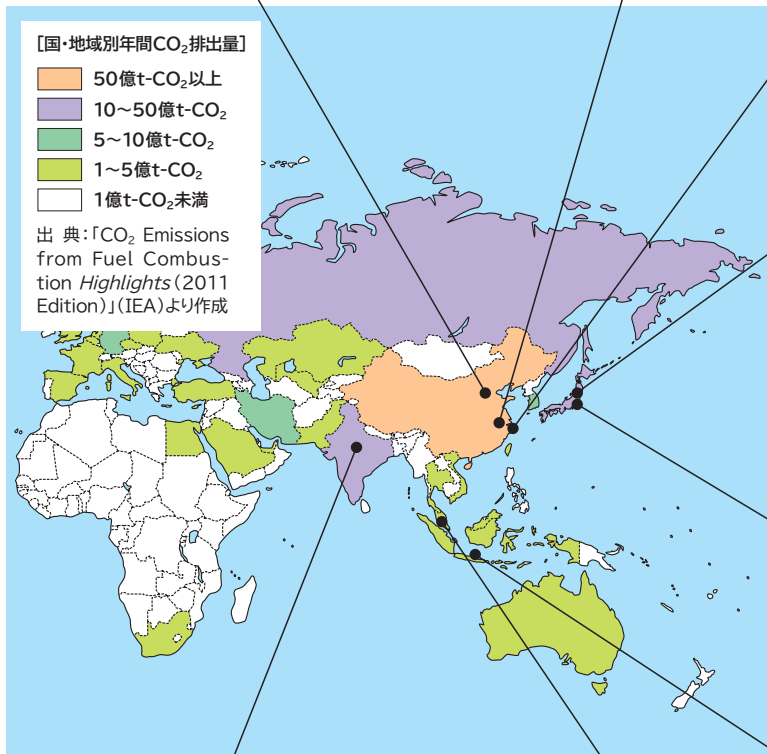 [国・地域別年間CO₂排出量]
50億t-CO₂以上
10～50億t-CO₂
5～10億t-CO₂
1～5億t-CO₂
1億t-CO₂未満
出 典：「CO₂ Emissions
from Fuel Combus-
tion Highlights(2011
Edition)」(IEA)より作成